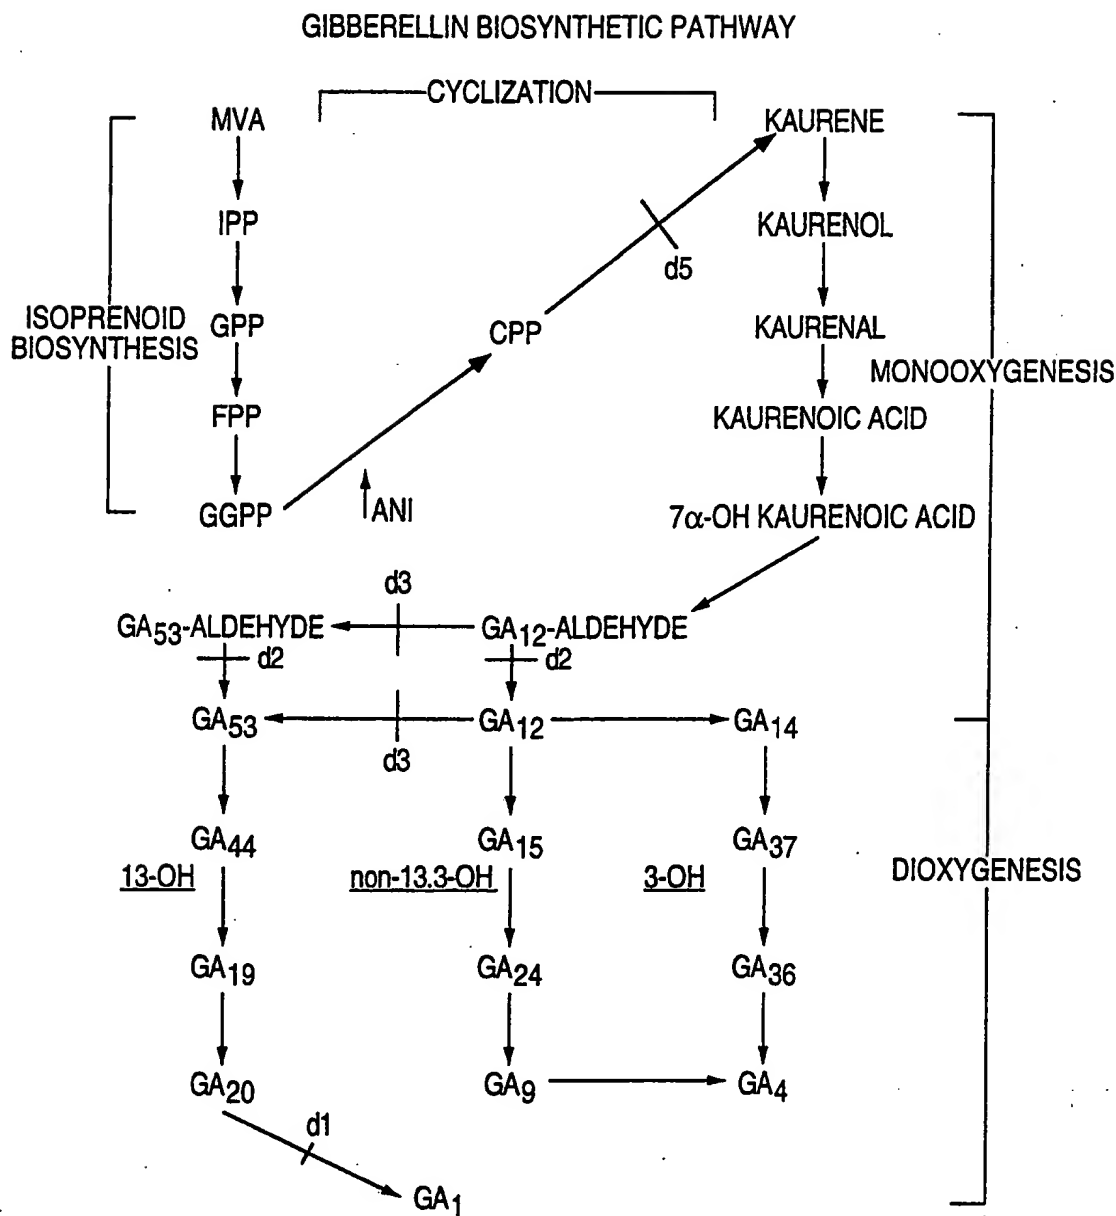 GIBBERELLIN BIOSYNTHETIC PATHWAY
CYCLIZATION
MVA
KAURENE
IPP
KAURENOL
d5
ISOPRENOID
BIOSYNTHESIS
GPP
CPP
KAURENAL
MONOOXYGENESIS
FPP
KAURENOIC ACID
GGPP
ANI
7α-OH KAURENOIC ACID
d3
GA53-ALDEHYDE
GA12-ALDEHYDE
d2
d2
GA53
GA12
GA14
d3
GA44
GA15
GA37
13-OH
non-13.3-OH
3-OH
DIOXYGENESIS
GA19
GA24
GA36
GA20
GA9
GA4
d1
GA1